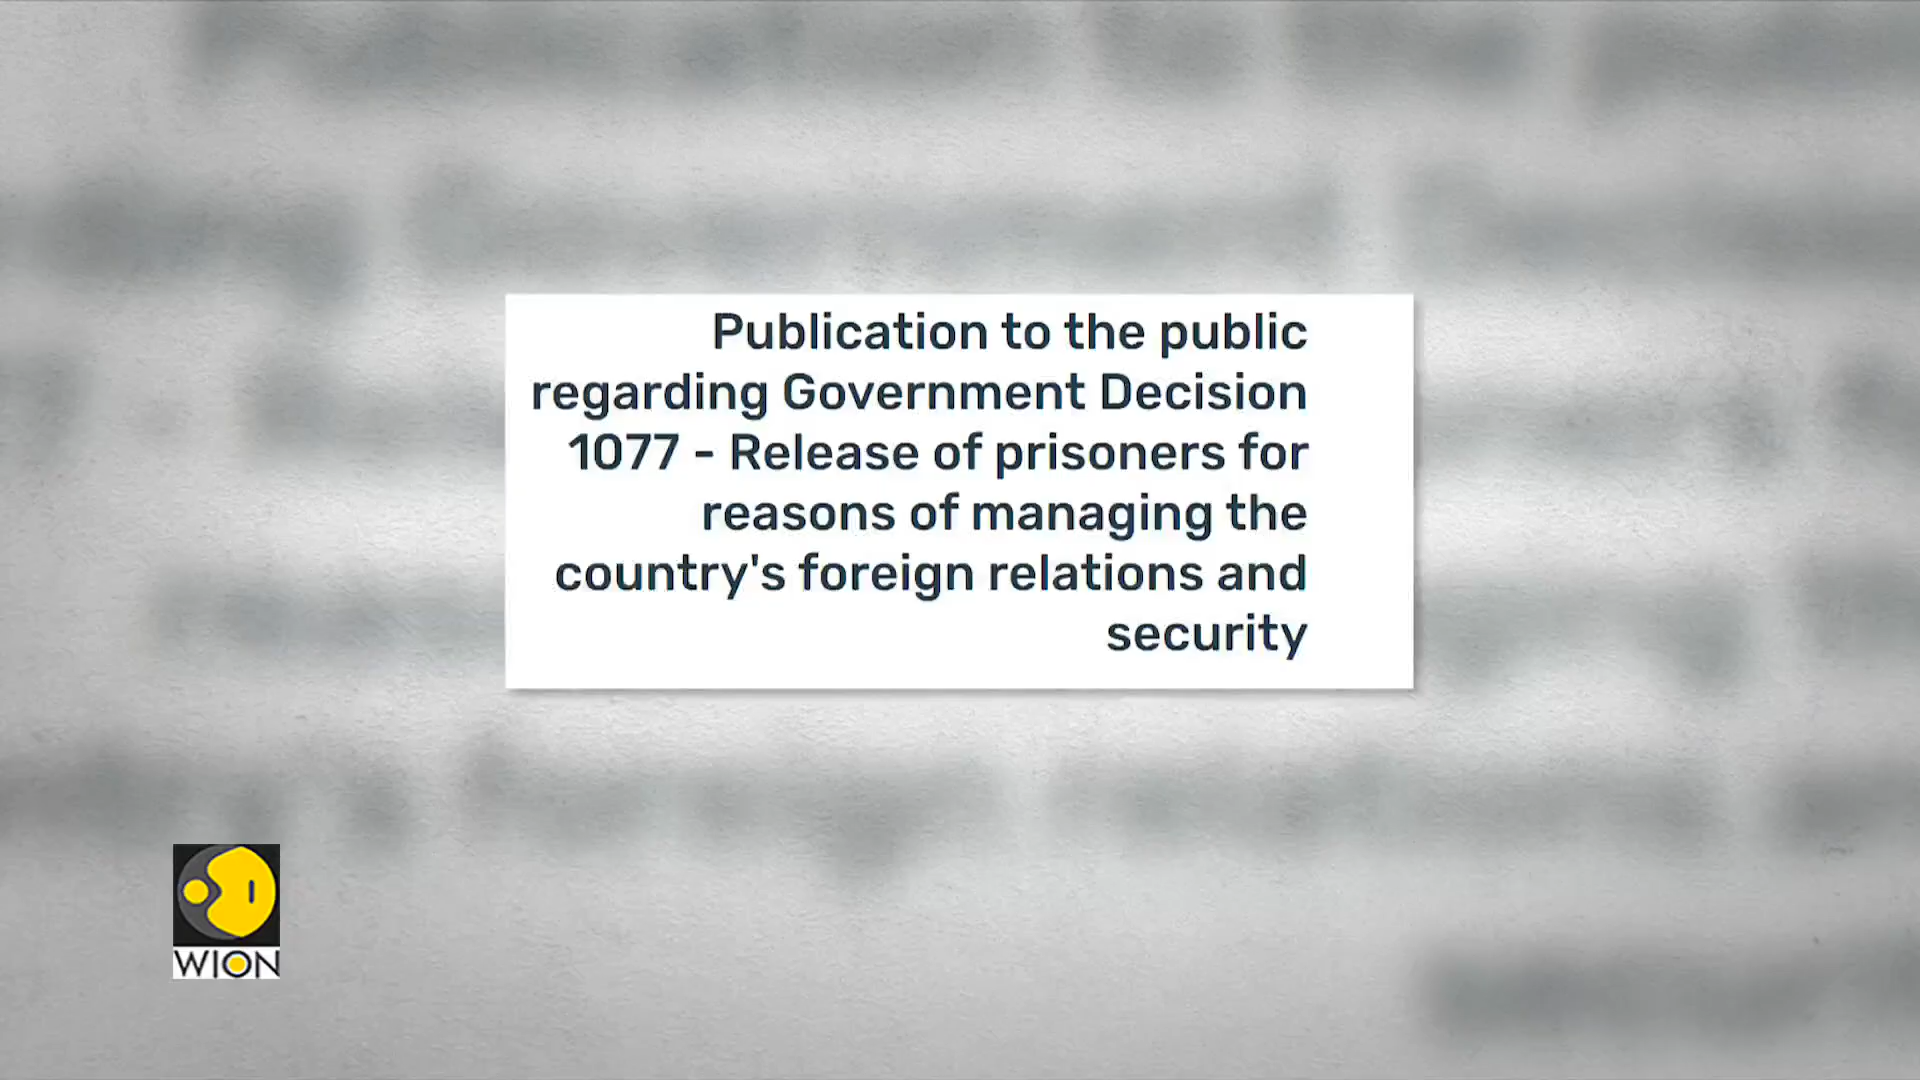 Publication to the public
regarding Government Decision
1077 - Release of prisoners for
reasons of managing the
country's foreign relations and
security
WION